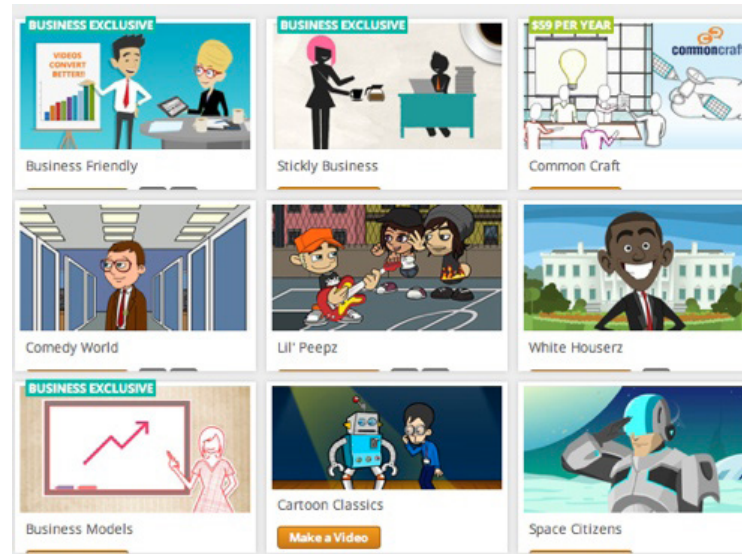 BUSINESS EXCLUSIVE
VIDEOS
CONVERT
BETTER!!
Business Friendly
BUSINESS EXCLUSIVE
Stickly Business
$59 PER YEAR
commoncraft
Common Craft
Comedy World
Lil' Peepz
White Houserz
BUSINESS EXCLUSIVE
Business Models
Cartoon Classics
Make a Video
Space Citizens